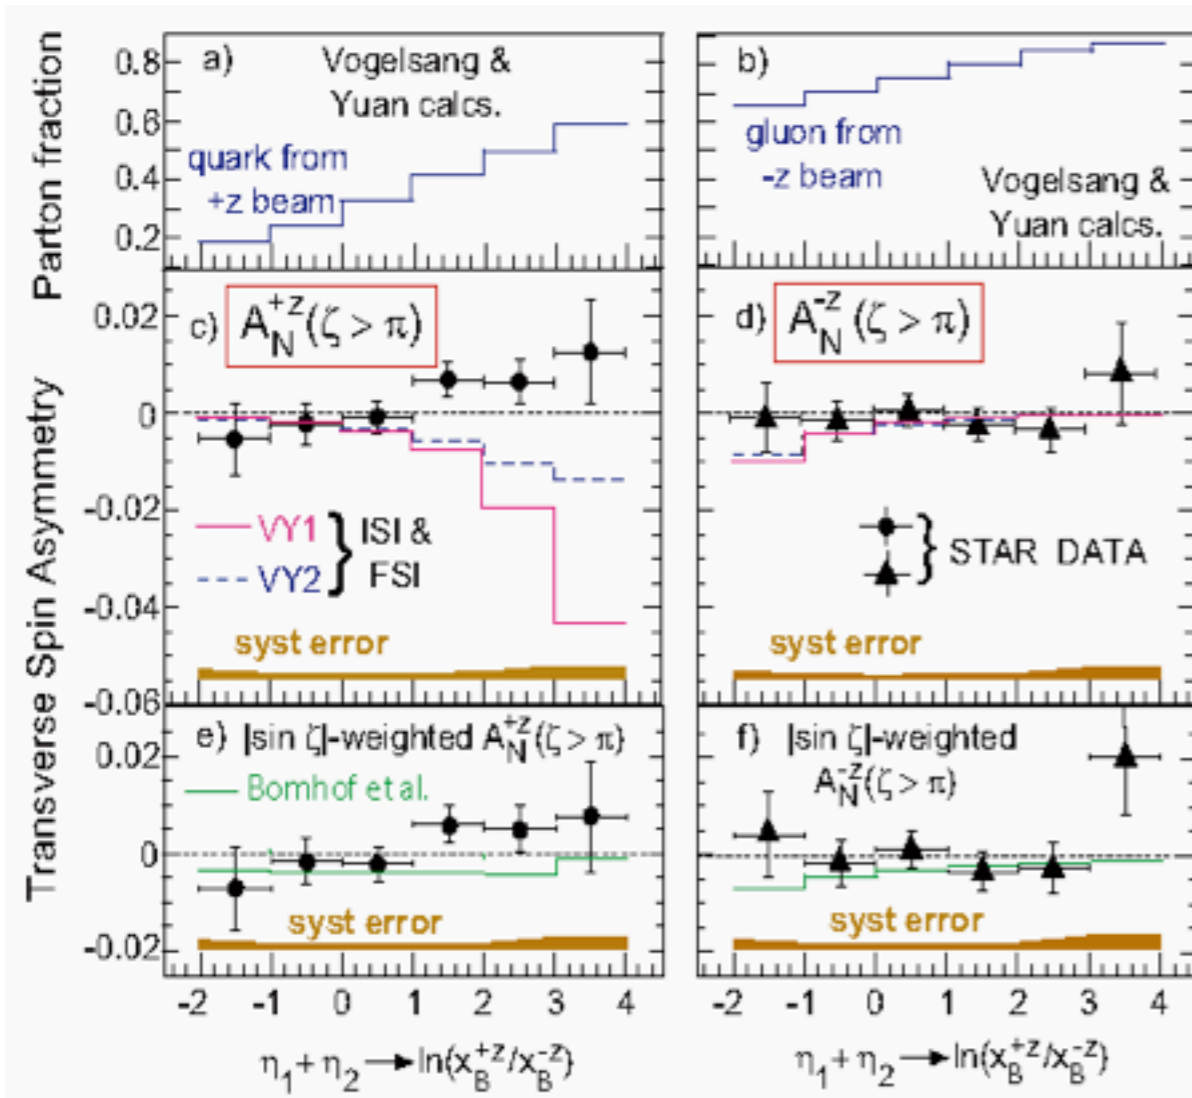 Parton fraction
Transverse Spin Asymmetry
a) Vogelsang &
Yuan calcs.
quark from
+z beam
0.8
0.6
0.4
0.2
b)
gluon from
-z beam
Vogelsang &
Yuan calcs.
c) A_N^{+z}(ζ > π)
0.02
0
-0.02
-0.04
-0.06
VY1
VY2
} ISI &
FSI
syst error
d) A_N^{-z}(ζ > π)
} STAR DATA
syst error
e) |sin ζ|-weighted A_N^{+z}(ζ > π)
Bomhof et al.
0.02
0
-0.02
syst error
f) |sin ζ|-weighted
A_N^{-z}(ζ > π)
syst error
-2 -1 0 1 2 3 4
-2 -1 0 1 2 3 4
η₁ + η₂ → ln(x_B^{+z}/x_B^{-z})
η₁ + η₂ → ln(x_B^{+z}/x_B^{-z})